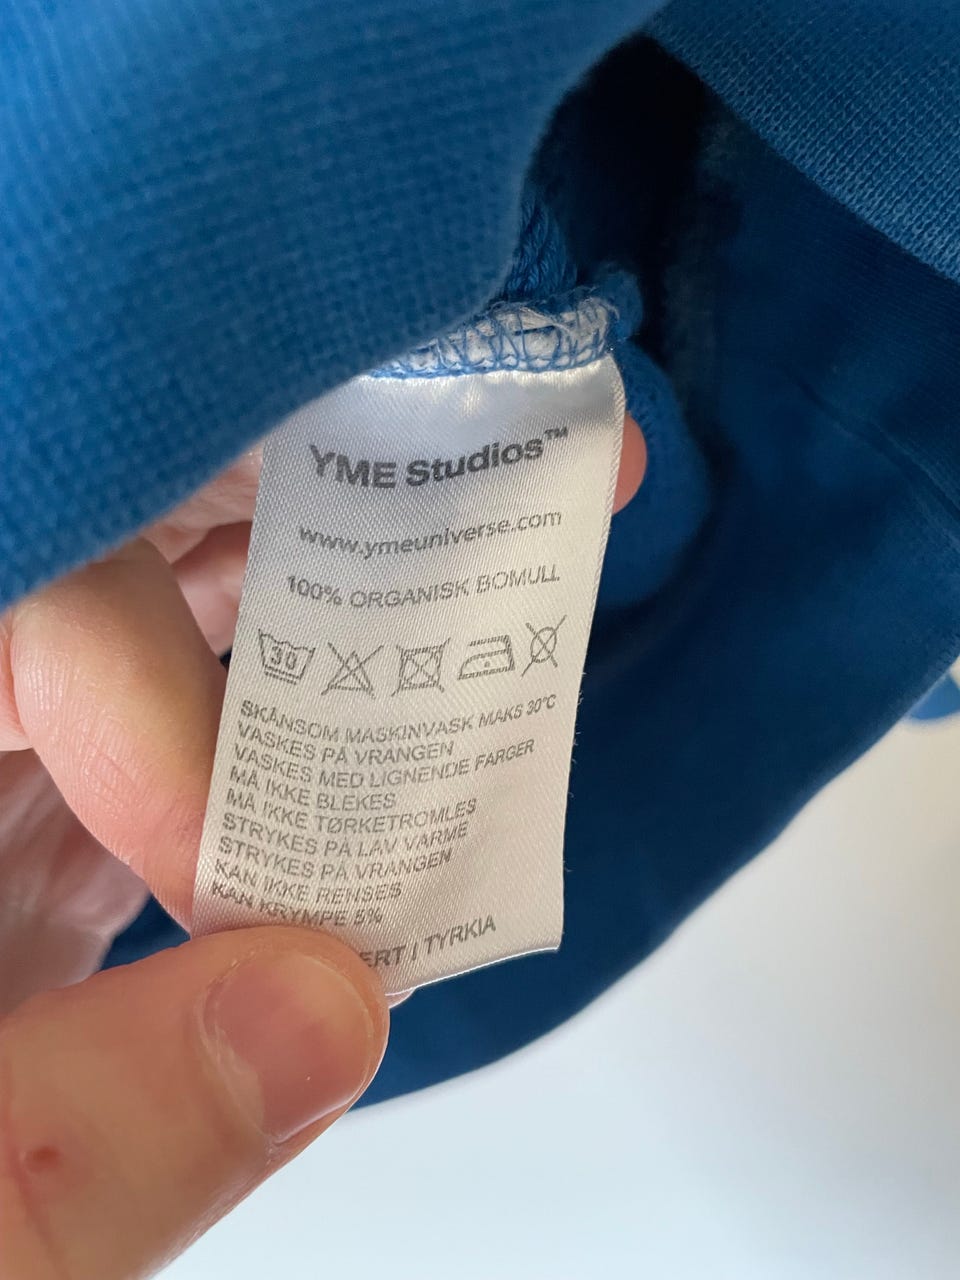 YME Studios™
www.ymeuniverse.com
100% ORGANISK BOMULL
30
SKÅNSOM MASKINVASK MAKS 30°C
VASKES PÅ VRANGEN
VASKES MED LIGNENDE FARGER
MÅ IKKE BLEKES
MÅ IKKE TØRKETROMLES
STRYKES PÅ LAV VARME
STRYKES PÅ VRANGEN
KAN IKKE RENSES
KAN KRYMPE 5%
ERT I TYRKIA